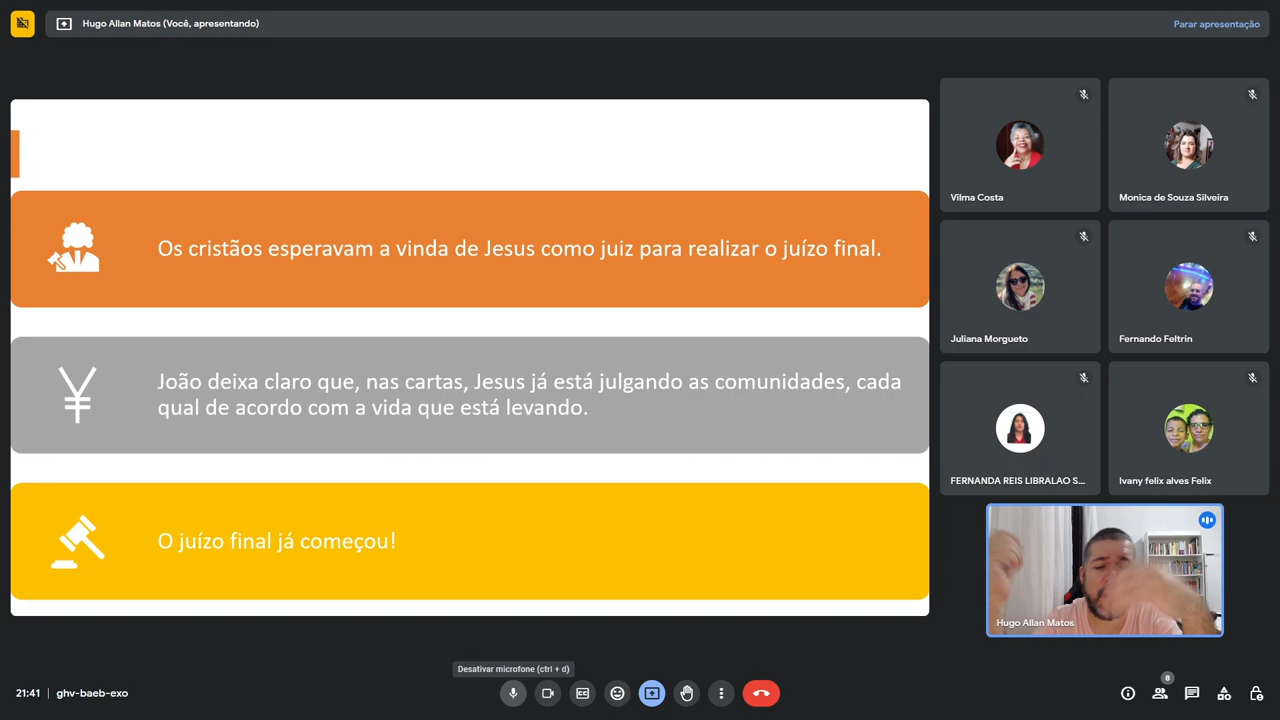 Hugo Allan Matos (Você, apresentando)
Parar apresentação
Os cristãos esperavam a vinda de Jesus como juiz para realizar o juízo final.
João deixa claro que, nas cartas, Jesus já está julgando as comunidades, cada
qual de acordo com a vida que está levando.
O juízo final já começou!
Vilma Costa
Monica de Souza Silveira
Juliana Morgueto
Fernando Feltrin
FERNANDA REIS LIBRALAO S...
Ivany felix alves Felix
Hugo Allan Matos
Desativar microfone (ctrl + d)
21:41
ghv-baeb-exo
8